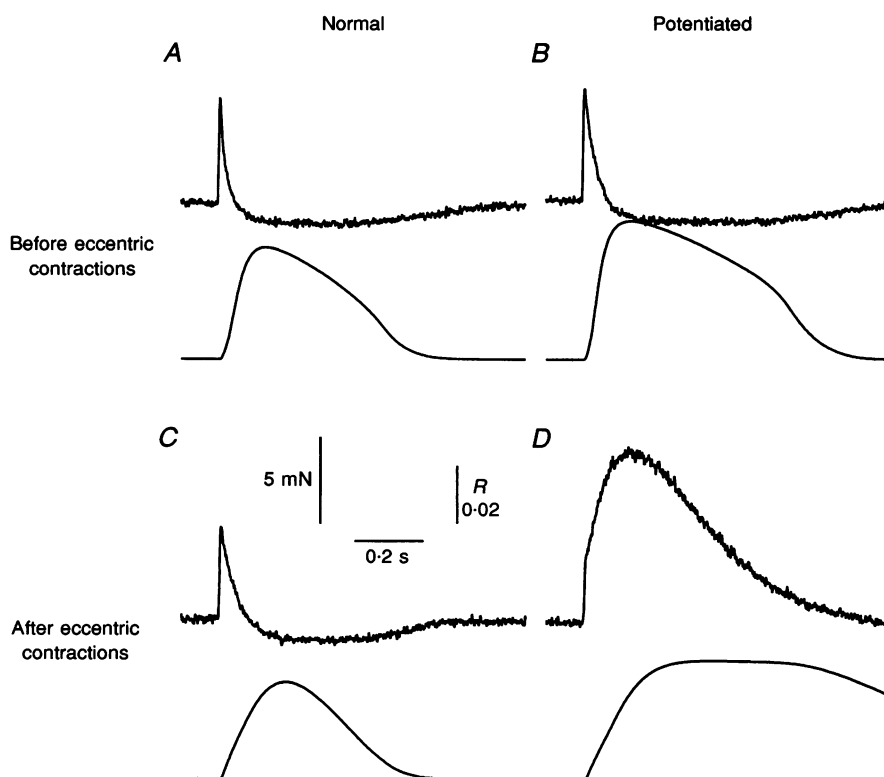 Normal
Potentiated
A
B
Before eccentric
contractions
C
D
5 mN
R
0·02
0·2 s
After eccentric
contractions